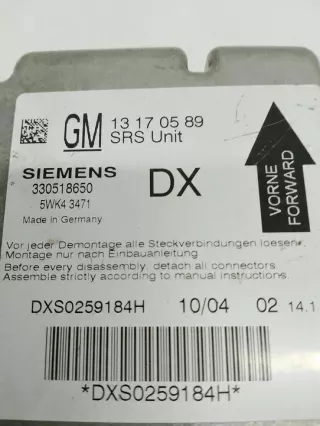 GM 13 17 05 89
SRS Unit
SIEMENS
330518650
5WK4 3471
Made in Germany
DX
VORNE
FORWARD
Vor jeder Demontage alle Steckverbindungen loesen.
Montage nur nach Einbauanleitung
Before every disassembly, detach all connectors
Assemble strictly according to manual instructions.
DXS0259184H 10/04 02 14.1
*DXS0259184H*